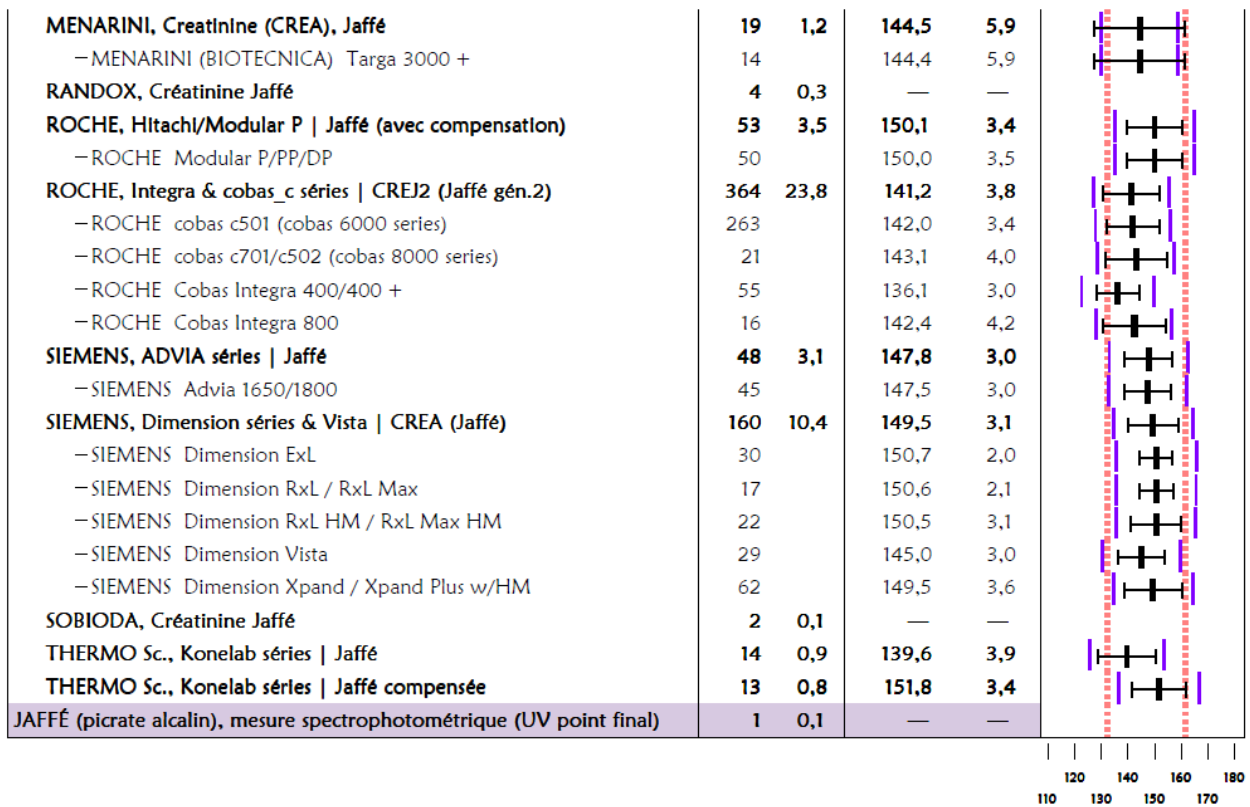 MENARINI, Creatinine (CREA), Jaffé 19 1,2 144,5 5,9
—MENARINI (BIOTECNICA) Targa 3000 + 14 144,4 5,9
RANDOX, Créatinine Jaffé 4 0,3 — —
ROCHE, Hitachi/Modular P | Jaffé (avec compensation) 53 3,5 150,1 3,4
—ROCHE Modular P/PP/DP 50 150,0 3,5
ROCHE, Integra & cobas_c séries | CREJ2 (Jaffé gén.2) 364 23,8 141,2 3,8
—ROCHE cobas c501 (cobas 6000 series) 263 142,0 3,4
—ROCHE cobas c701/c502 (cobas 8000 series) 21 143,1 4,0
—ROCHE Cobas Integra 400/400 + 55 136,1 3,0
—ROCHE Cobas Integra 800 16 142,4 4,2
SIEMENS, ADVIA séries | Jaffé 48 3,1 147,8 3,0
—SIEMENS Advia 1650/1800 45 147,5 3,0
SIEMENS, Dimension séries & Vista | CREA (Jaffé) 160 10,4 149,5 3,1
—SIEMENS Dimension ExL 30 150,7 2,0
—SIEMENS Dimension RxL / RxL Max 17 150,6 2,1
—SIEMENS Dimension RxL HM / RxL Max HM 22 150,5 3,1
—SIEMENS Dimension Vista 29 145,0 3,0
—SIEMENS Dimension Xpand / Xpand Plus w/HM 62 149,5 3,6
SOBIODA, Créatinine Jaffé 2 0,1 — —
THERMO Sc., Konelab séries | Jaffé 14 0,9 139,6 3,9
THERMO Sc., Konelab séries | Jaffé compensée 13 0,8 151,8 3,4
JAFFÉ (picrate alcalin), mesure spectrophotométrique (UV point final) 1 0,1 — —
120 140 160 180
110 130 150 170